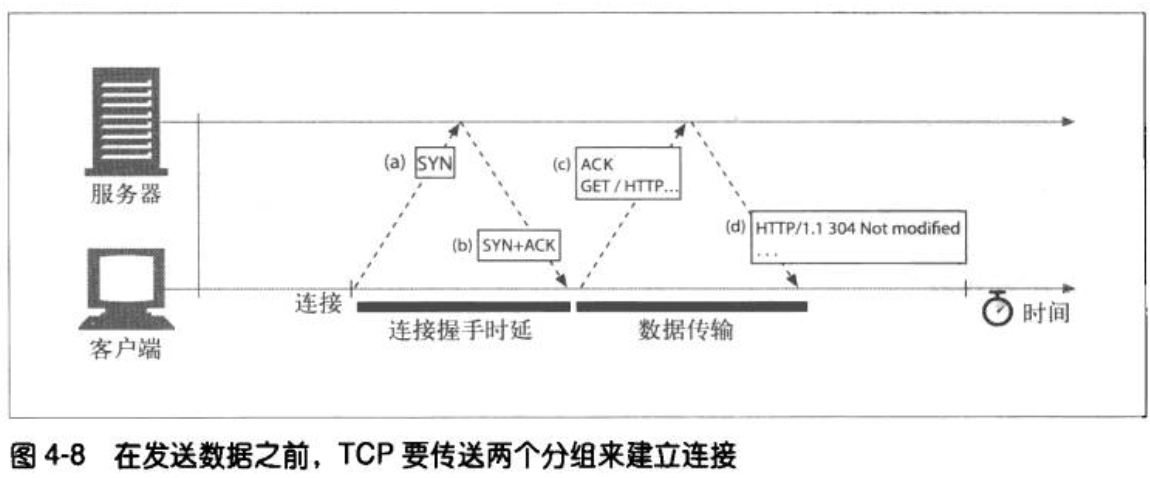 服务器
(a) SYN
(b) SYN+ACK
(c) ACK
GET / HTTP...
(d) HTTP/1.1 304 Not modified
...
客户端
连接
连接握手时延
数据传输
时间
图 4-8 在发送数据之前，TCP 要传送两个分组来建立连接